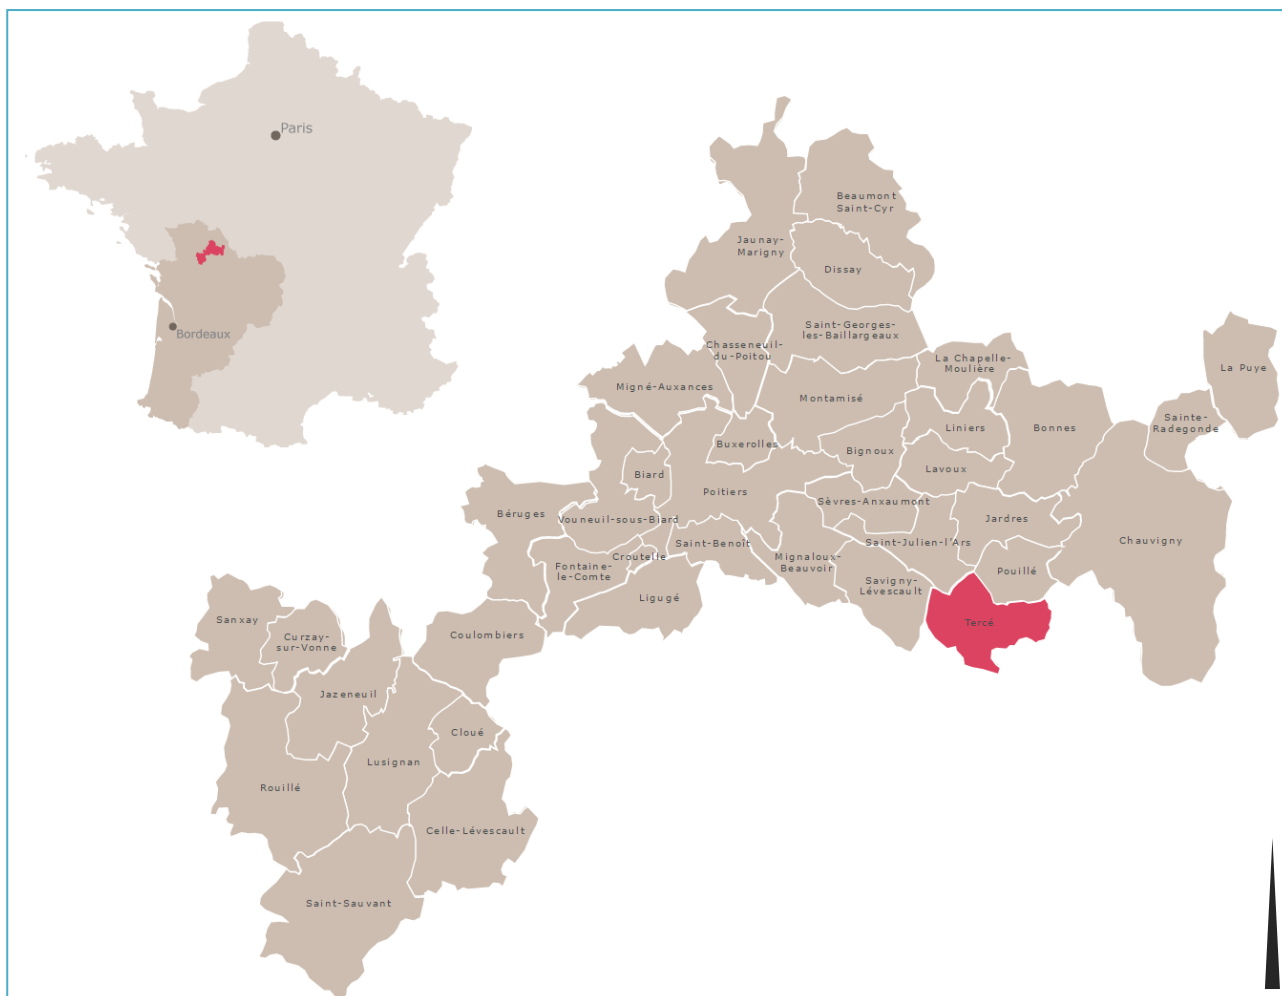 Paris
Bordeaux
Beaumont
Saint-Cyr
Jaunay-
Marigny
Dissay
Saint-Georges-
les-Baillargeaux
Chasseneuil-
du-Poitou
La Chapelle-
Moulière
La Puye
Migné-Auxances
Montamisé
Sainte-
Radegonde
Liniers
Bonnes
Buxerolles
Bignoux
Lavoux
Biard
Poitiers
Sèvres-Anxaumont
Béruges
Vouneuil-sous-Biard
Jardres
Chauvigny
Saint-Benoît
Saint-Julien-l'Ars
Croutelle
Mignaloux-
Beauvoir
Fontaine-
le-Comte
Pouillé
Savigny-
Lévescault
Ligugé
Sanxay
Tercé
Curzay-
sur-Vonne
Coulombiers
Jazeneuil
Cloué
Lusignan
Rouillé
Celle-Lévescault
Saint-Sauvant